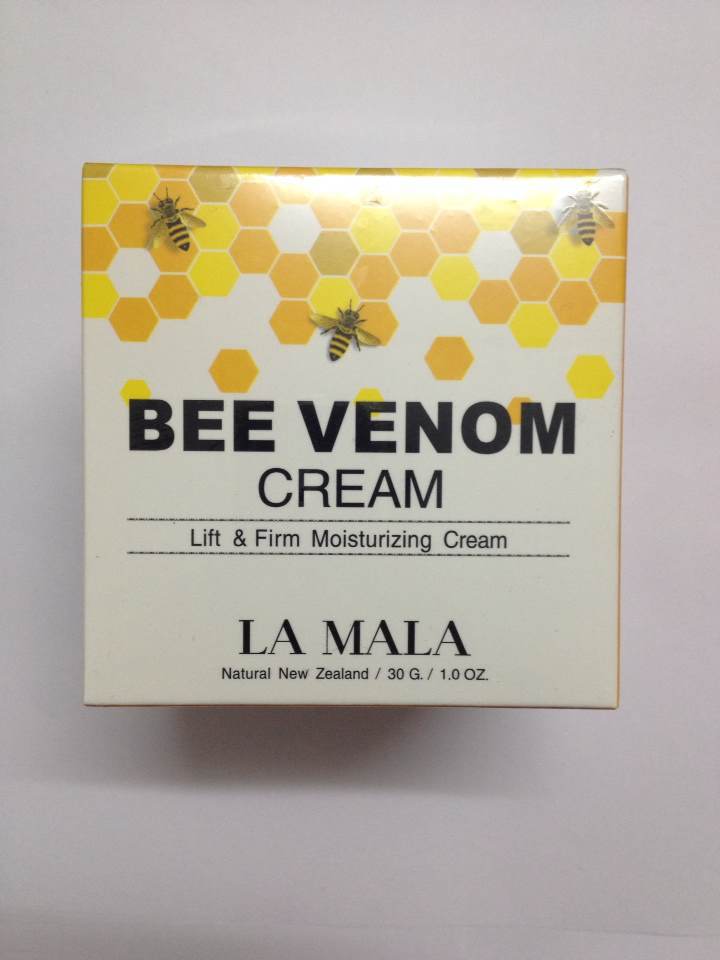 BEE VENOM
CREAM
Lift & Firm Moisturizing Cream
LA MALA
Natural New Zealand / 30 G. / 1.0 OZ.